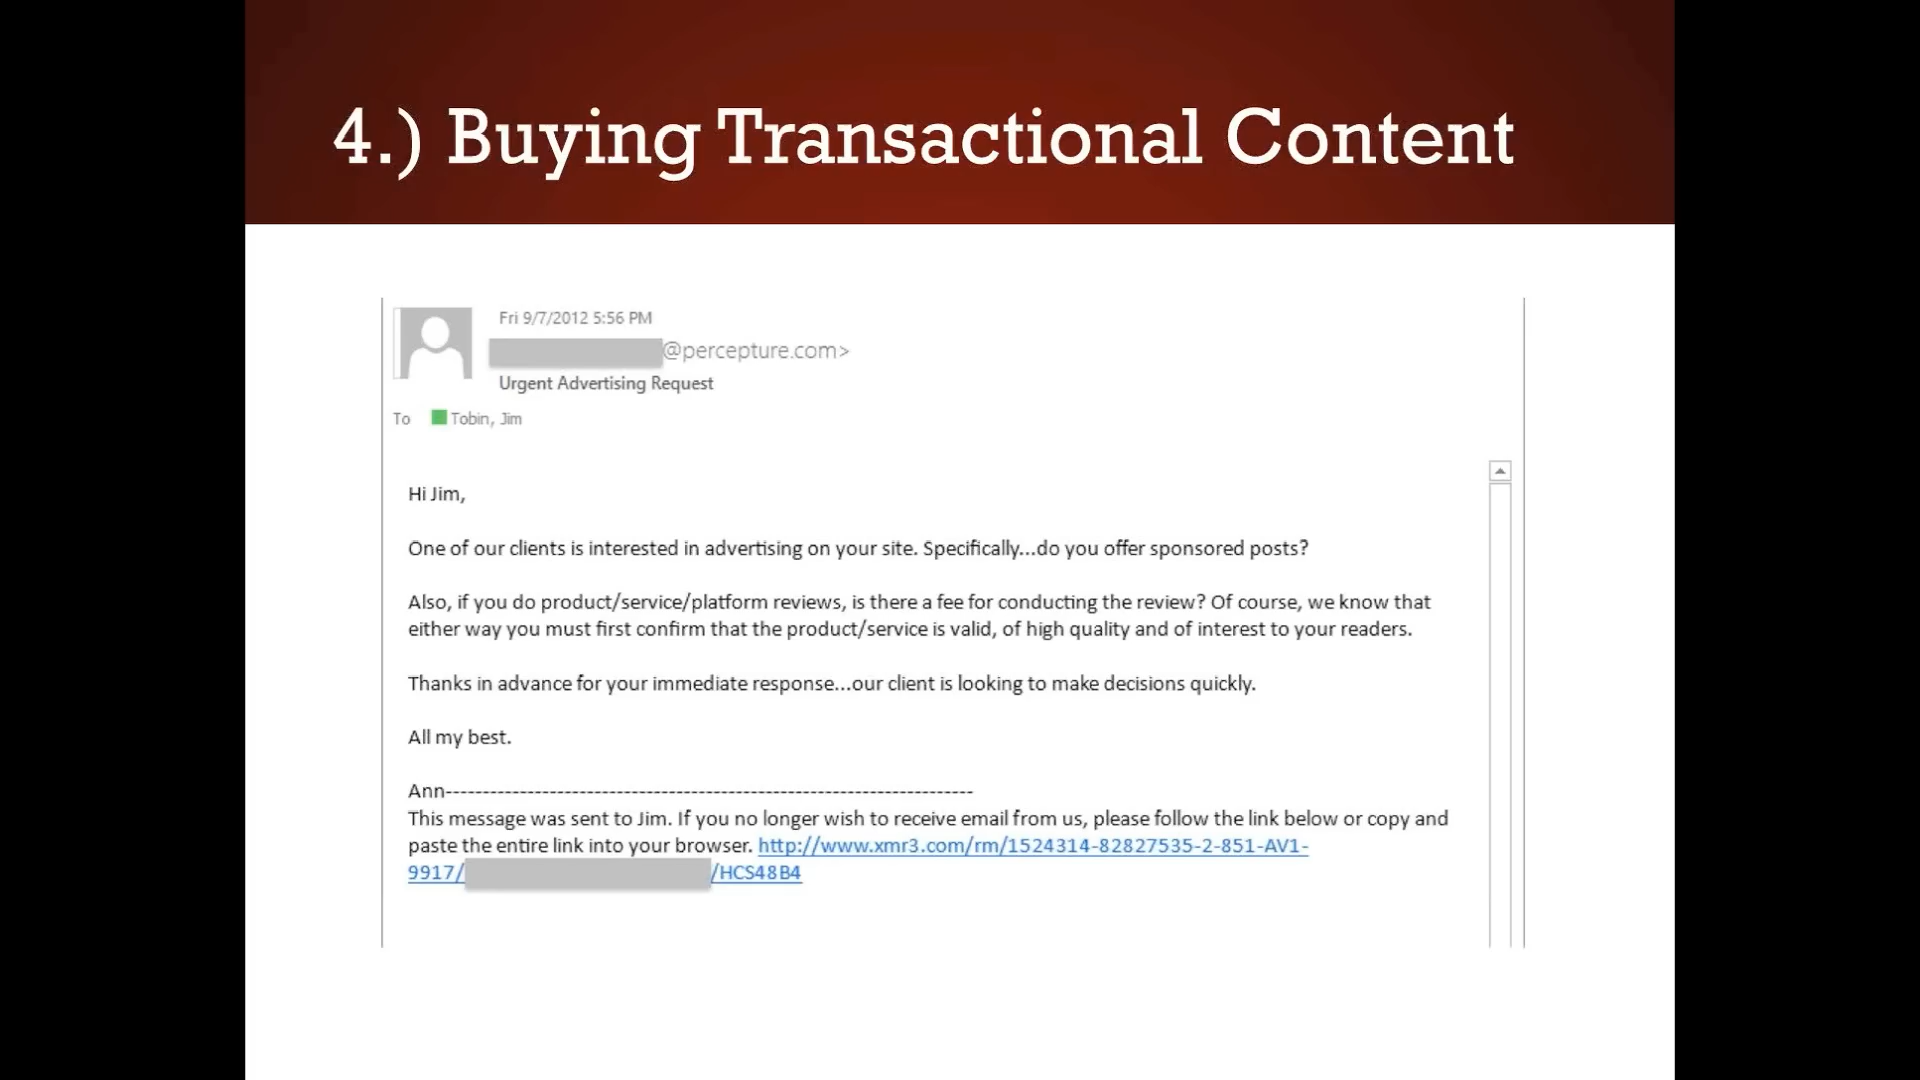 4.) Buying Transactional Content
Fri 9/7/2012 5:56 PM
@percepture.com>
Urgent Advertising Request
To Tobin, Jim
Hi Jim,
One of our clients is interested in advertising on your site. Specifically...do you offer sponsored posts?
Also, if you do product/service/platform reviews, is there a fee for conducting the review? Of course, we know that
either way you must first confirm that the product/service is valid, of high quality and of interest to your readers.
Thanks in advance for your immediate response...our client is looking to make decisions quickly.
All my best.
Ann-----------------------------------------------------------------------
This message was sent to Jim. If you no longer wish to receive email from us, please follow the link below or copy and
paste the entire link into your browser. http://www.xmr3.com/rm/1524314-82827535-2-851-AV1-
9917/ /HCS48B4